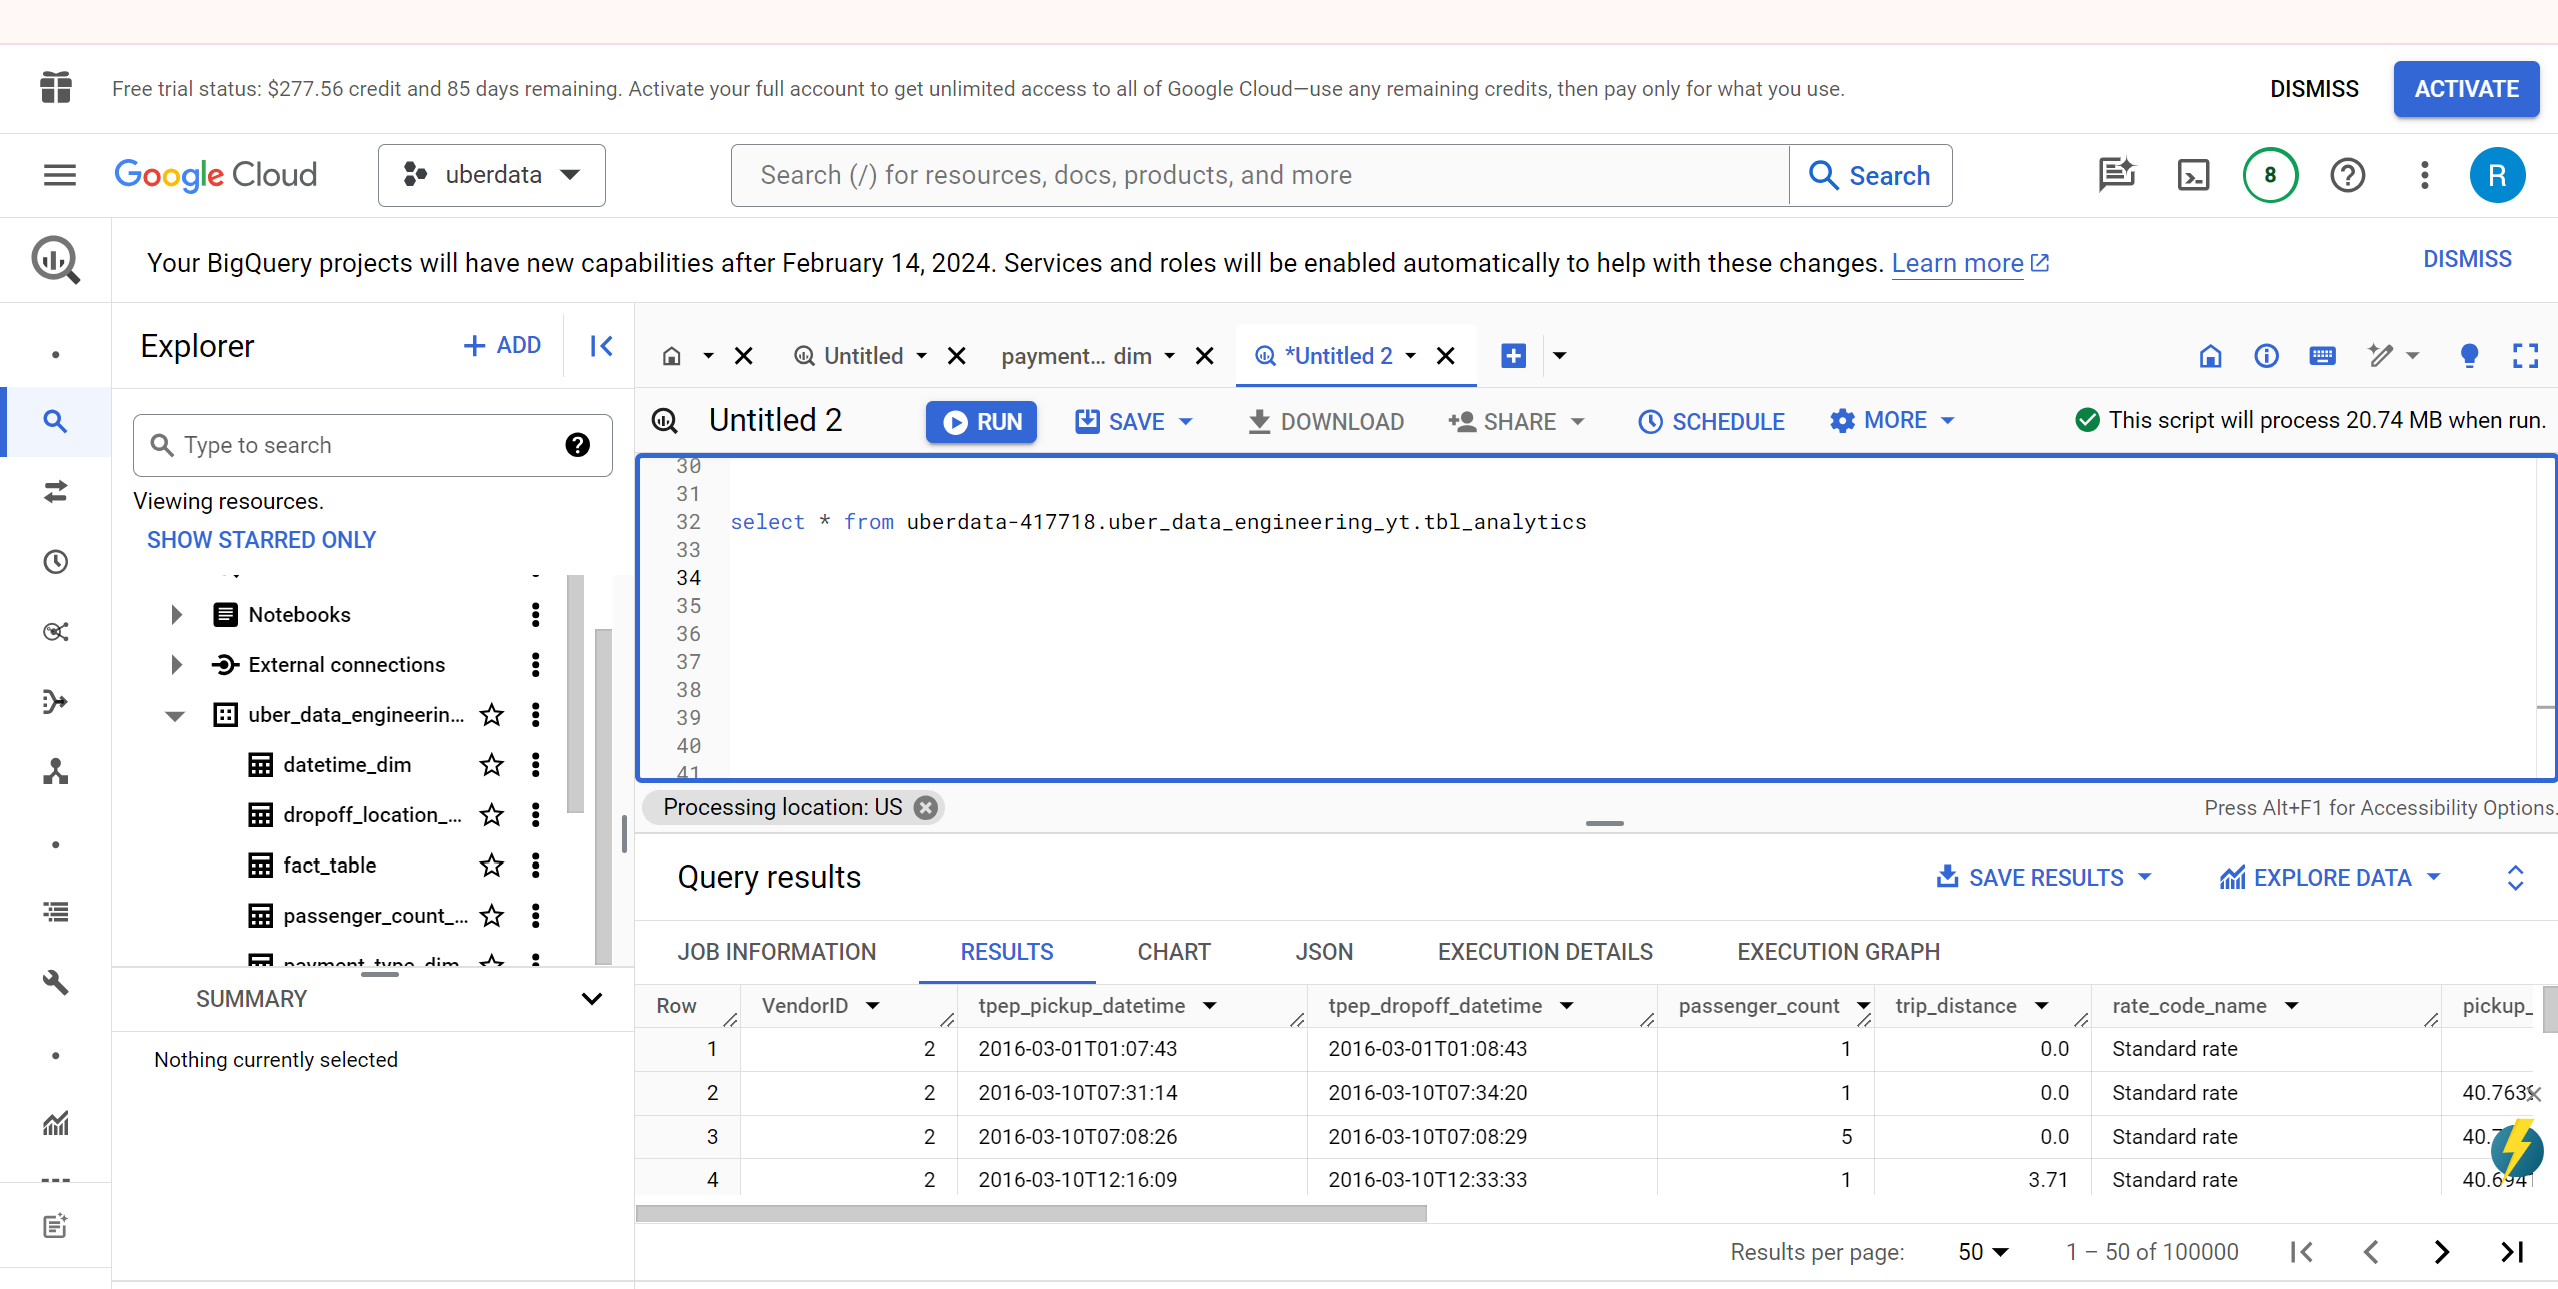 Free trial status: $277.56 credit and 85 days remaining. Activate your full account to get unlimited access to all of Google Cloud—use any remaining credits, then pay only for what you use.
DISMISS
ACTIVATE
Google Cloud
uberdata
Search (/) for resources, docs, products, and more
Search
8
R
Your BigQuery projects will have new capabilities after February 14, 2024. Services and roles will be enabled automatically to help with these changes. Learn more
DISMISS
Explorer
+ ADD
Untitled
payment... dim
*Untitled 2
Untitled 2
RUN
SAVE
DOWNLOAD
SHARE
SCHEDULE
MORE
This script will process 20.74 MB when run.
Type to search
Viewing resources.
SHOW STARRED ONLY
Notebooks
External connections
uber_data_engineerin...
datetime_dim
dropoff_location_...
fact_table
passenger_count_...
payment_type_dim
SUMMARY
Nothing currently selected
30
31
32 select * from uberdata-417718.uber_data_engineering_yt.tbl_analytics
33
34
35
36
37
38
39
40
41
Processing location: US
Press Alt+F1 for Accessibility Options.
Query results
SAVE RESULTS
EXPLORE DATA
JOB INFORMATION RESULTS CHART JSON EXECUTION DETAILS EXECUTION GRAPH
Row VendorID tpep_pickup_datetime tpep_dropoff_datetime passenger_count trip_distance rate_code_name pickup_
1 2 2016-03-01T01:07:43 2016-03-01T01:08:43 1 0.0 Standard rate
2 2 2016-03-10T07:31:14 2016-03-10T07:34:20 1 0.0 Standard rate 40.763
3 2 2016-03-10T07:08:26 2016-03-10T07:08:29 5 0.0 Standard rate 40.7
4 2 2016-03-10T12:16:09 2016-03-10T12:33:33 1 3.71 Standard rate 40.694
Results per page: 50 1 – 50 of 100000